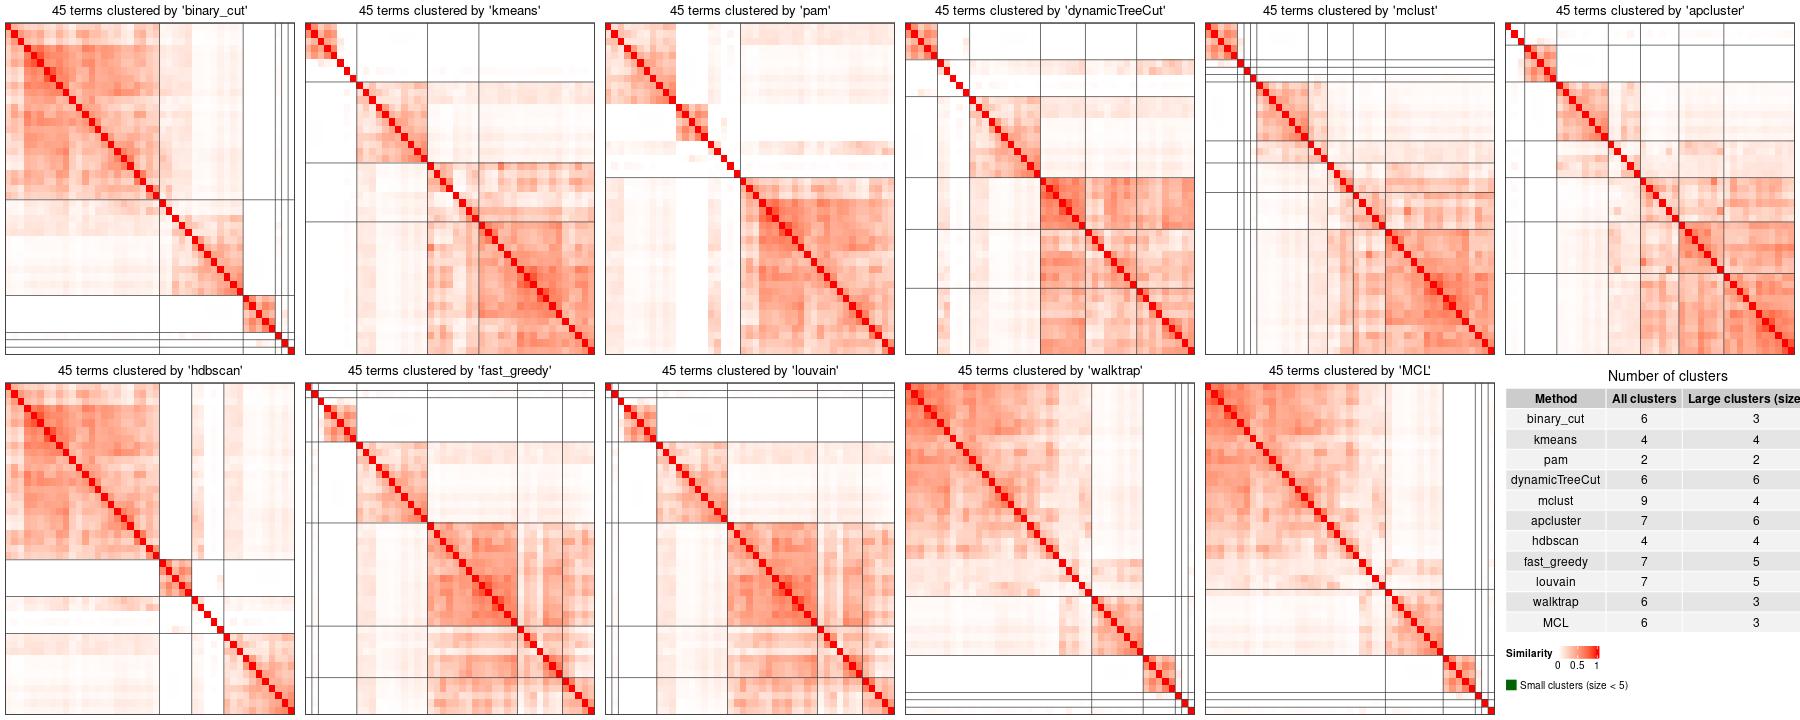 45 terms clustered by 'binary_cut'
45 terms clustered by 'kmeans'
45 terms clustered by 'pam'
45 terms clustered by 'dynamicTreeCut'
45 terms clustered by 'mclust'
45 terms clustered by 'apcluster'
45 terms clustered by 'hdbscan'
45 terms clustered by 'fast_greedy'
45 terms clustered by 'louvain'
45 terms clustered by 'walktrap'
45 terms clustered by 'MCL'
Number of clusters
Method All clusters Large clusters (size
binary_cut 6 3
kmeans 4 4
pam 2 2
dynamicTreeCut 6 6
mclust 9 4
apcluster 7 6
hdbscan 4 4
fast_greedy 7 5
louvain 7 5
walktrap 6 3
MCL 6 3
Similarity
0 0.5 1
Small clusters (size < 5)